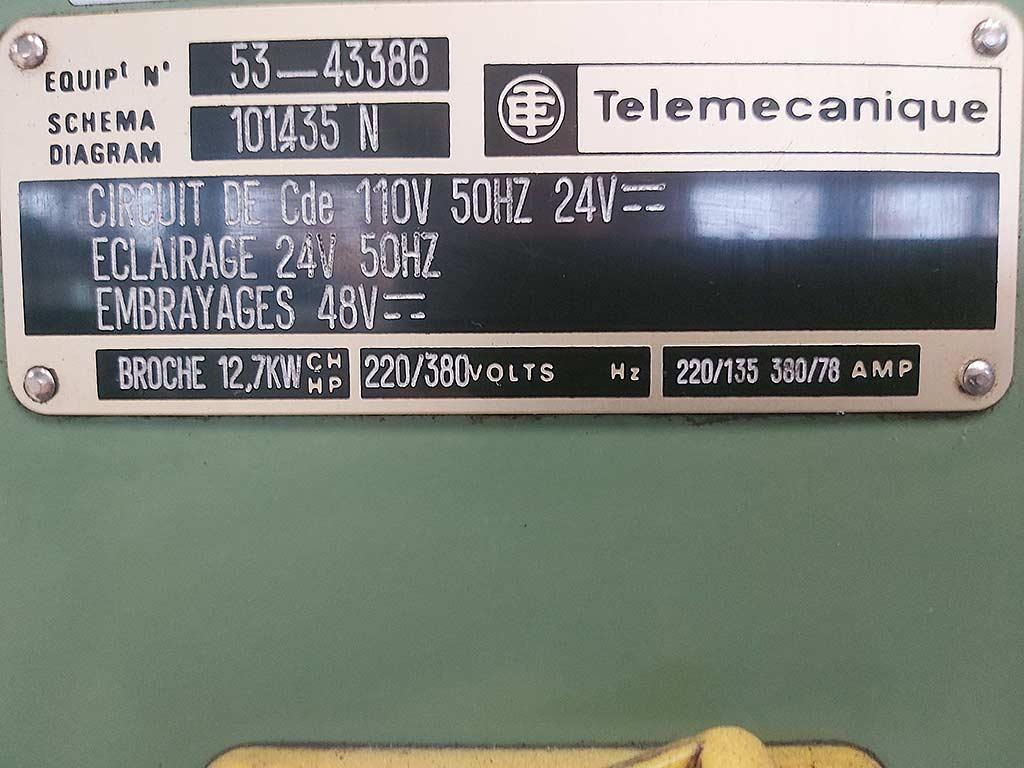 EQUIPt N° 53—43386
SCHEMA
DIAGRAM 101435 N
TE Telemecanique
CIRCUIT DE Cde 110V 50HZ 24V⎓
ECLAIRAGE 24V 50HZ
EMBRAYAGES 48V⎓
BROCHE 12,7KW CH HP 220/380 VOLTS Hz 220/135 380/78 AMP